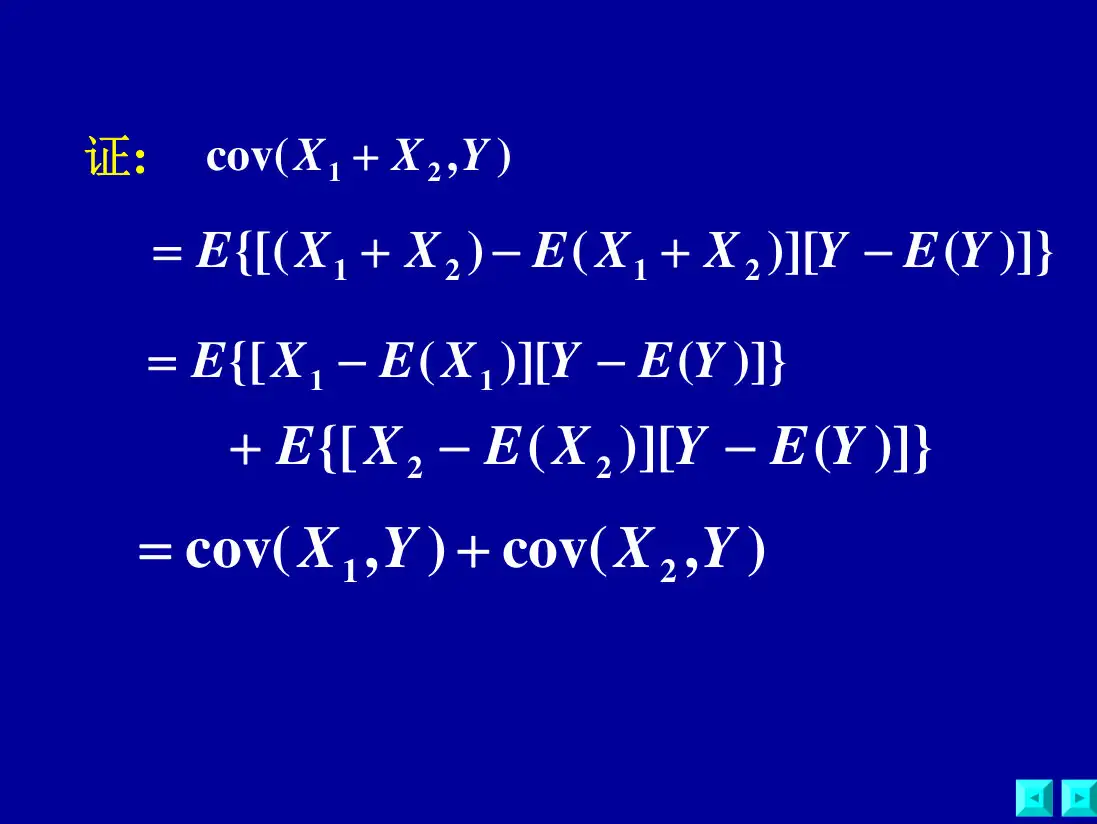 证: cov(X₁ + X₂,Y)
= E{[(X₁ + X₂) − E(X₁ + X₂)][Y − E(Y)]}
= E{[X₁ − E(X₁)][Y − E(Y)]}
+ E{[X₂ − E(X₂)][Y − E(Y)]}
= cov(X₁,Y) + cov(X₂,Y)